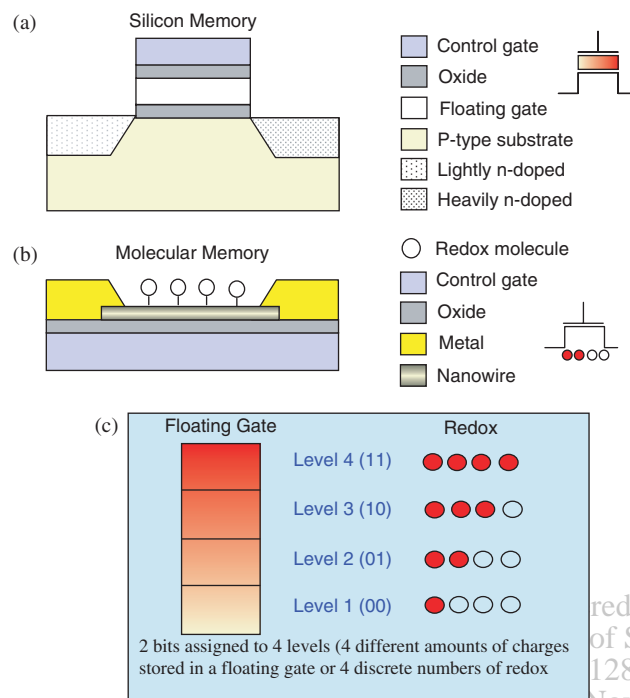 (a)
Silicon Memory
Control gate
Oxide
Floating gate
P-type substrate
Lightly n-doped
Heavily n-doped
(b)
Molecular Memory
Redox molecule
Control gate
Oxide
Metal
Nanowire
(c)
Floating Gate
Redox
Level 4 (11)
Level 3 (10)
Level 2 (01)
Level 1 (00)
2 bits assigned to 4 levels (4 different amounts of charges
stored in a floating gate or 4 discrete numbers of redox
red
of S
128